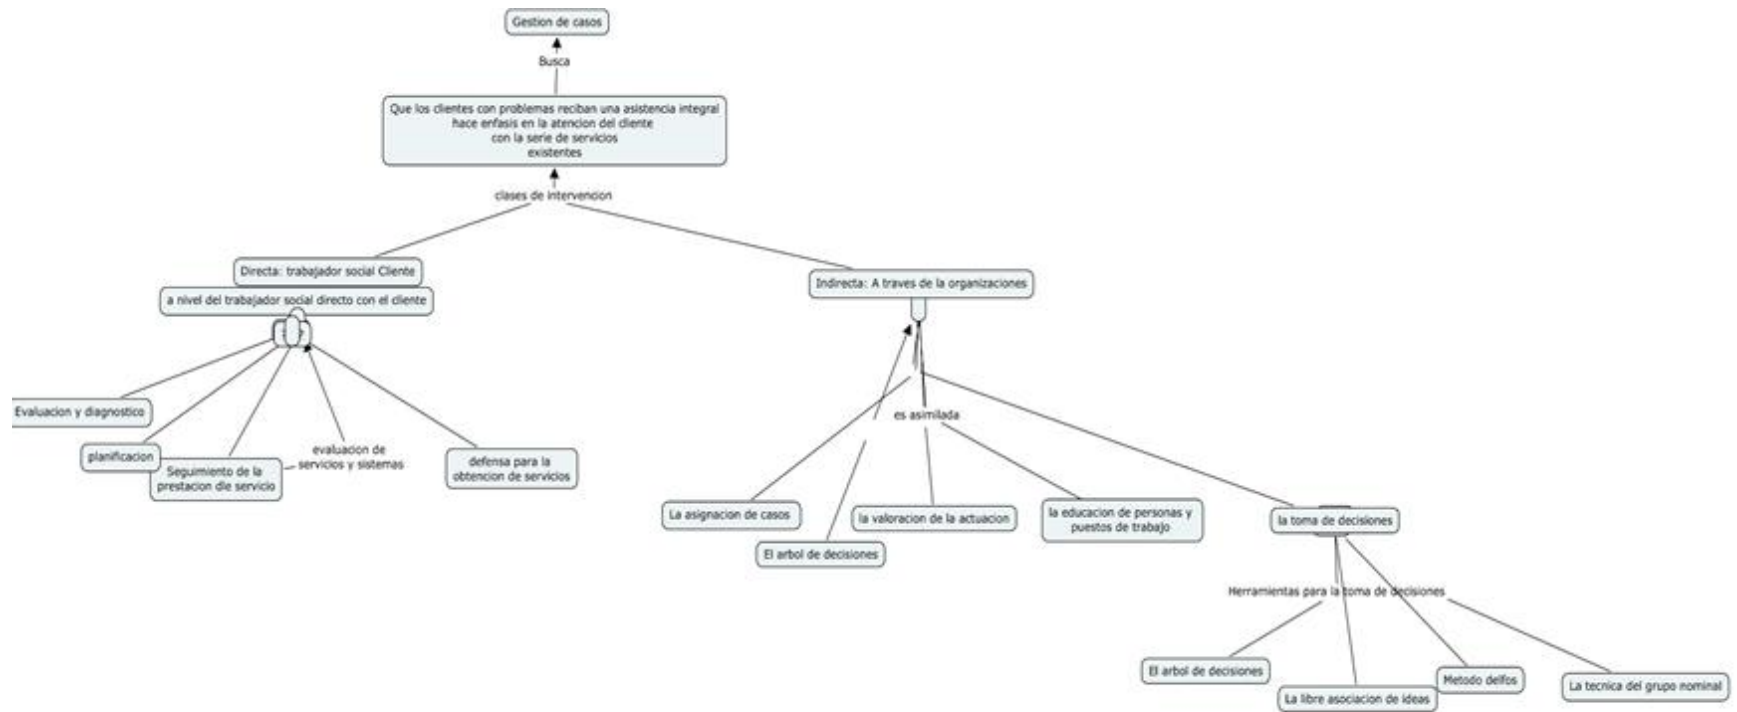 Gestion de casos
Busca
Que los clientes con problemas reciban una asistencia integral
hace enfasis en la atencion del cliente
con la serie de servicios
existentes
clases de intervencion
Directa: trabajador social Cliente
a nivel del trabajador social directo con el cliente
Evaluacion y diagnostico
planificacion
Seguimiento de la
prestacion dle servicio
evaluacion de
servicios y sistemas
defensa para la
obtencion de servicios
Indirecta: A traves de la organizaciones
es asimilada
La asignacion de casos
El arbol de decisiones
la valoracion de la actuacion
la educacion de personas y
puestos de trabajo
la toma de decisiones
Herramientas para la toma de decisiones
El arbol de decisiones
La libre asociacion de ideas
Metodo delfos
La tecnica del grupo nominal